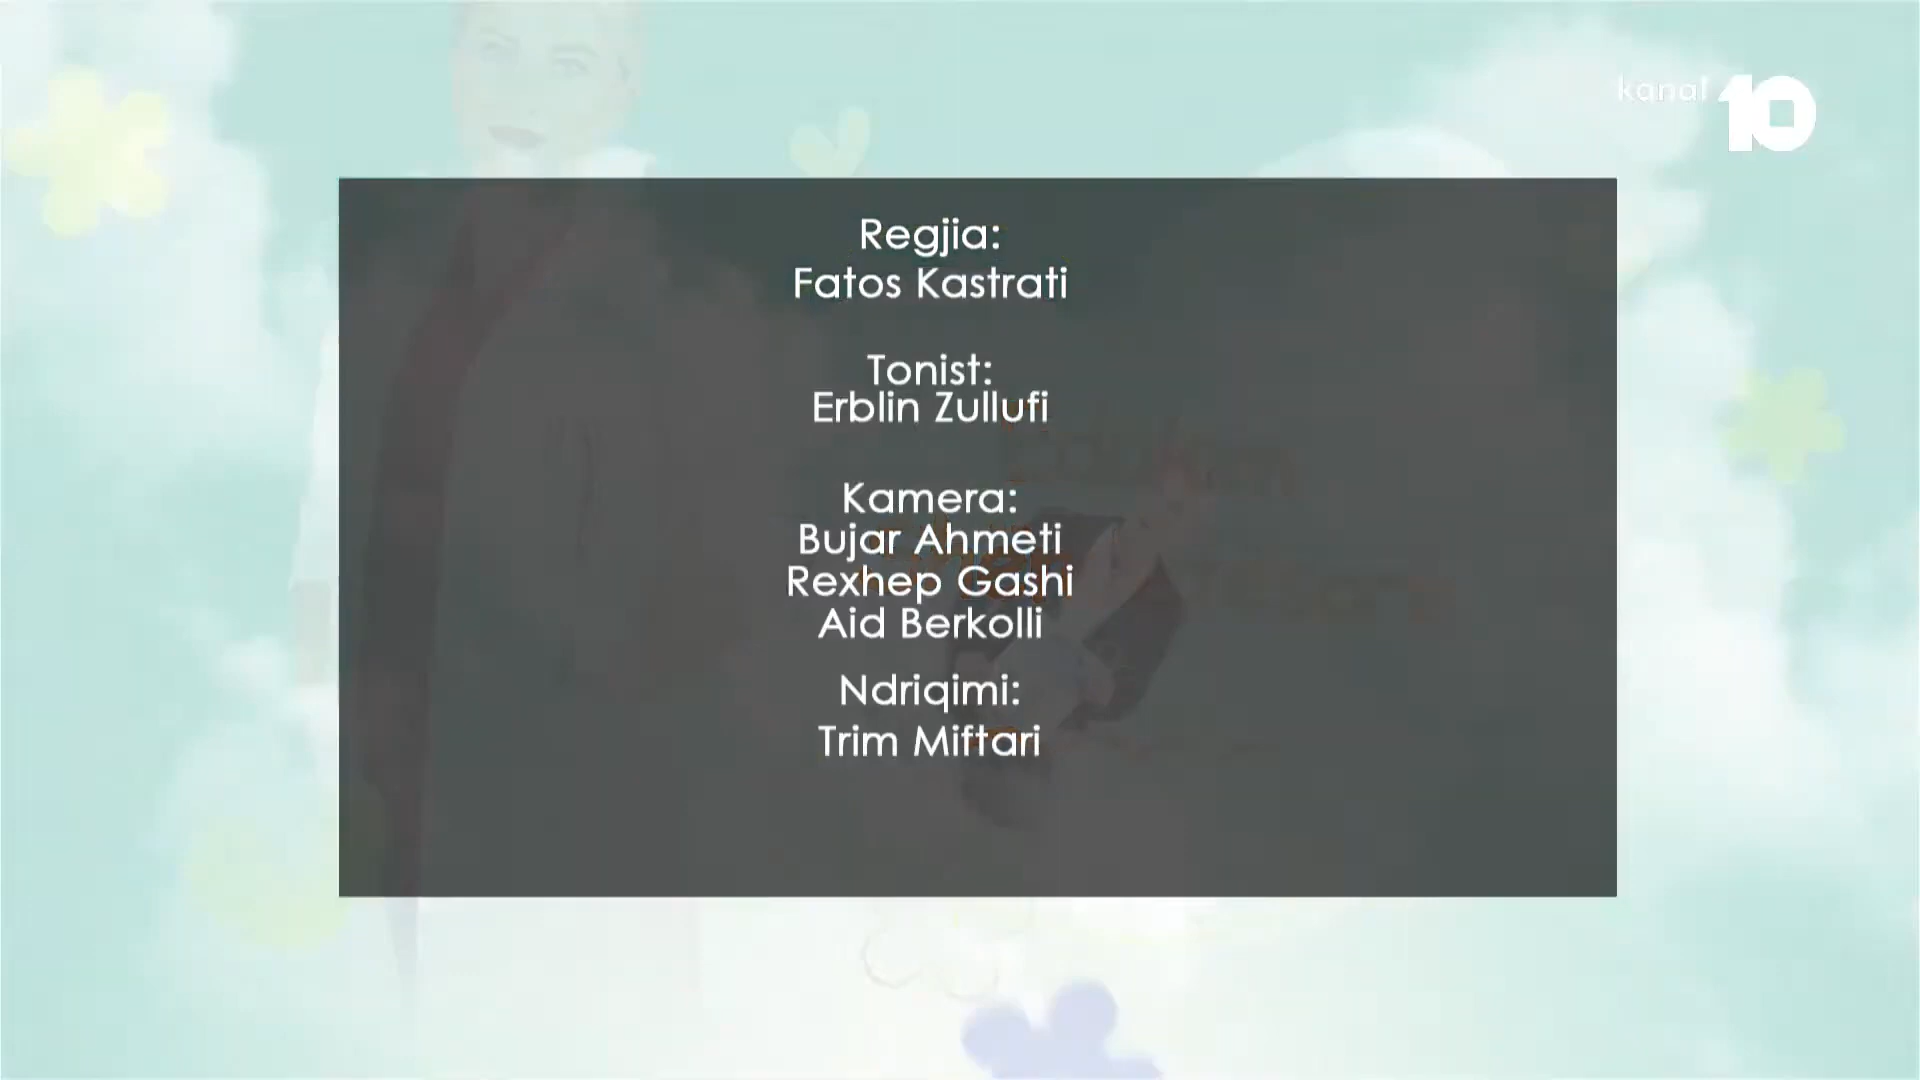 kanal 10
Regjia:
Fatos Kastrati
Tonist:
Erblin Zullufi
Kamera:
Bujar Ahmeti
Rexhep Gashi
Aid Berkolli
Ndriqimi:
Trim Miftari